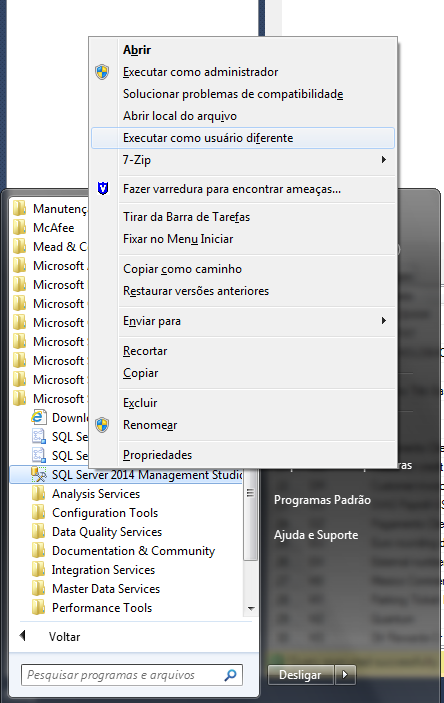 Abrir
Executar como administrador
Solucionar problemas de compatibilidade
Abrir local do arquivo
Executar como usuário diferente
7-Zip
Fazer varredura para encontrar ameaças...
Tirar da Barra de Tarefas
Fixar no Menu Iniciar
Copiar como caminho
Restaurar versões anteriores
Enviar para
Recortar
Copiar
Excluir
Renomear
Propriedades
Manutenç
McAfee
Mead & C
Microsoft
Microsoft
Microsoft
Microsoft
Microsoft
Microsoft
Microsoft
Microsoft
Downl
SQL Se
SQL Se
SQL Server 2014 Management Studio
Analysis Services
Configuration Tools
Data Quality Services
Documentation & Community
Integration Services
Master Data Services
Performance Tools
Voltar
Pesquisar programas e arquivos
Programas Padrão
Ajuda e Suporte
Desligar